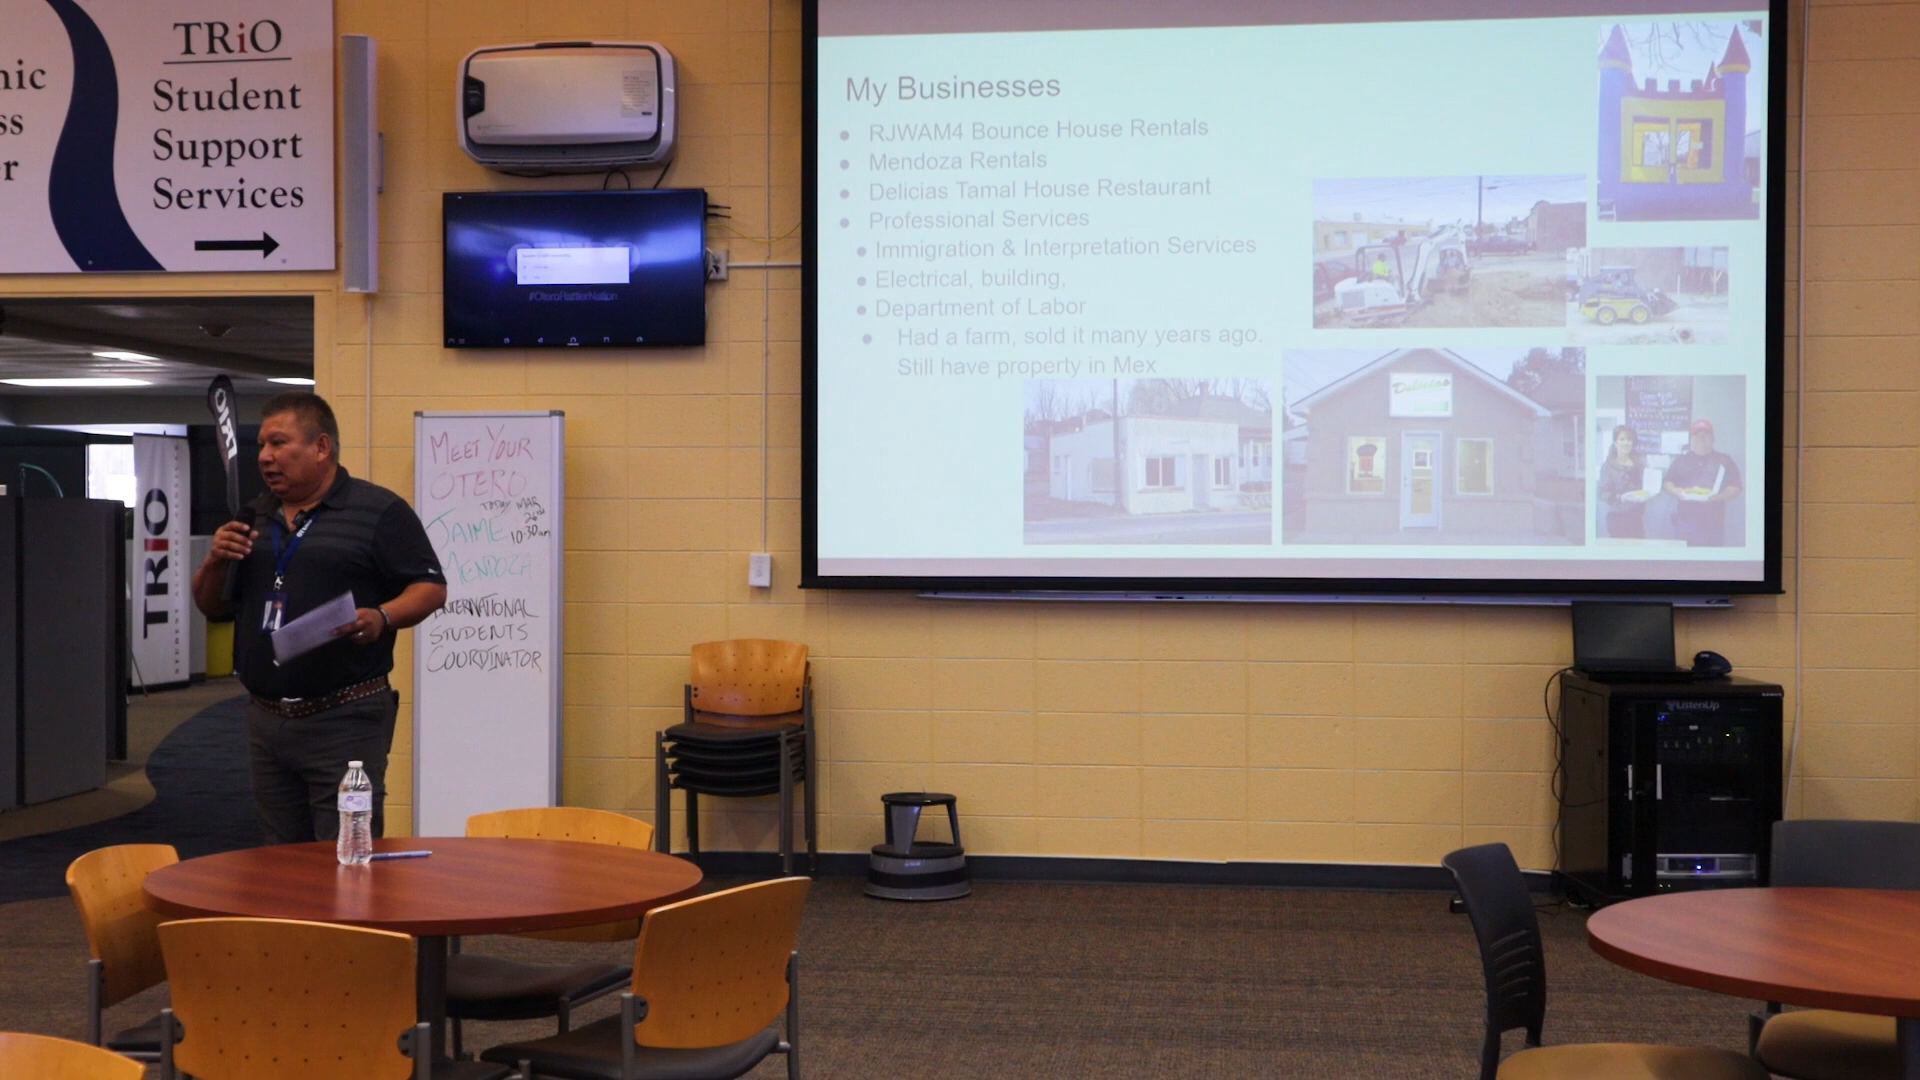 TRiO
Student
Support
Services
TRIO
#OteroRattlerNation
MEET YOUR
OTERO
TODAY MAR
26TH
JAIME 10:30am
MENDOZA
INTERNATIONAL
STUDENTS
COORDINATOR
My Businesses
RJWAM4 Bounce House Rentals
Mendoza Rentals
Delicias Tamal House Restaurant
Professional Services
Immigration & Interpretation Services
Electrical, building,
Department of Labor
Had a farm, sold it many years ago.
Still have property in Mex
Delicias
ListenUp